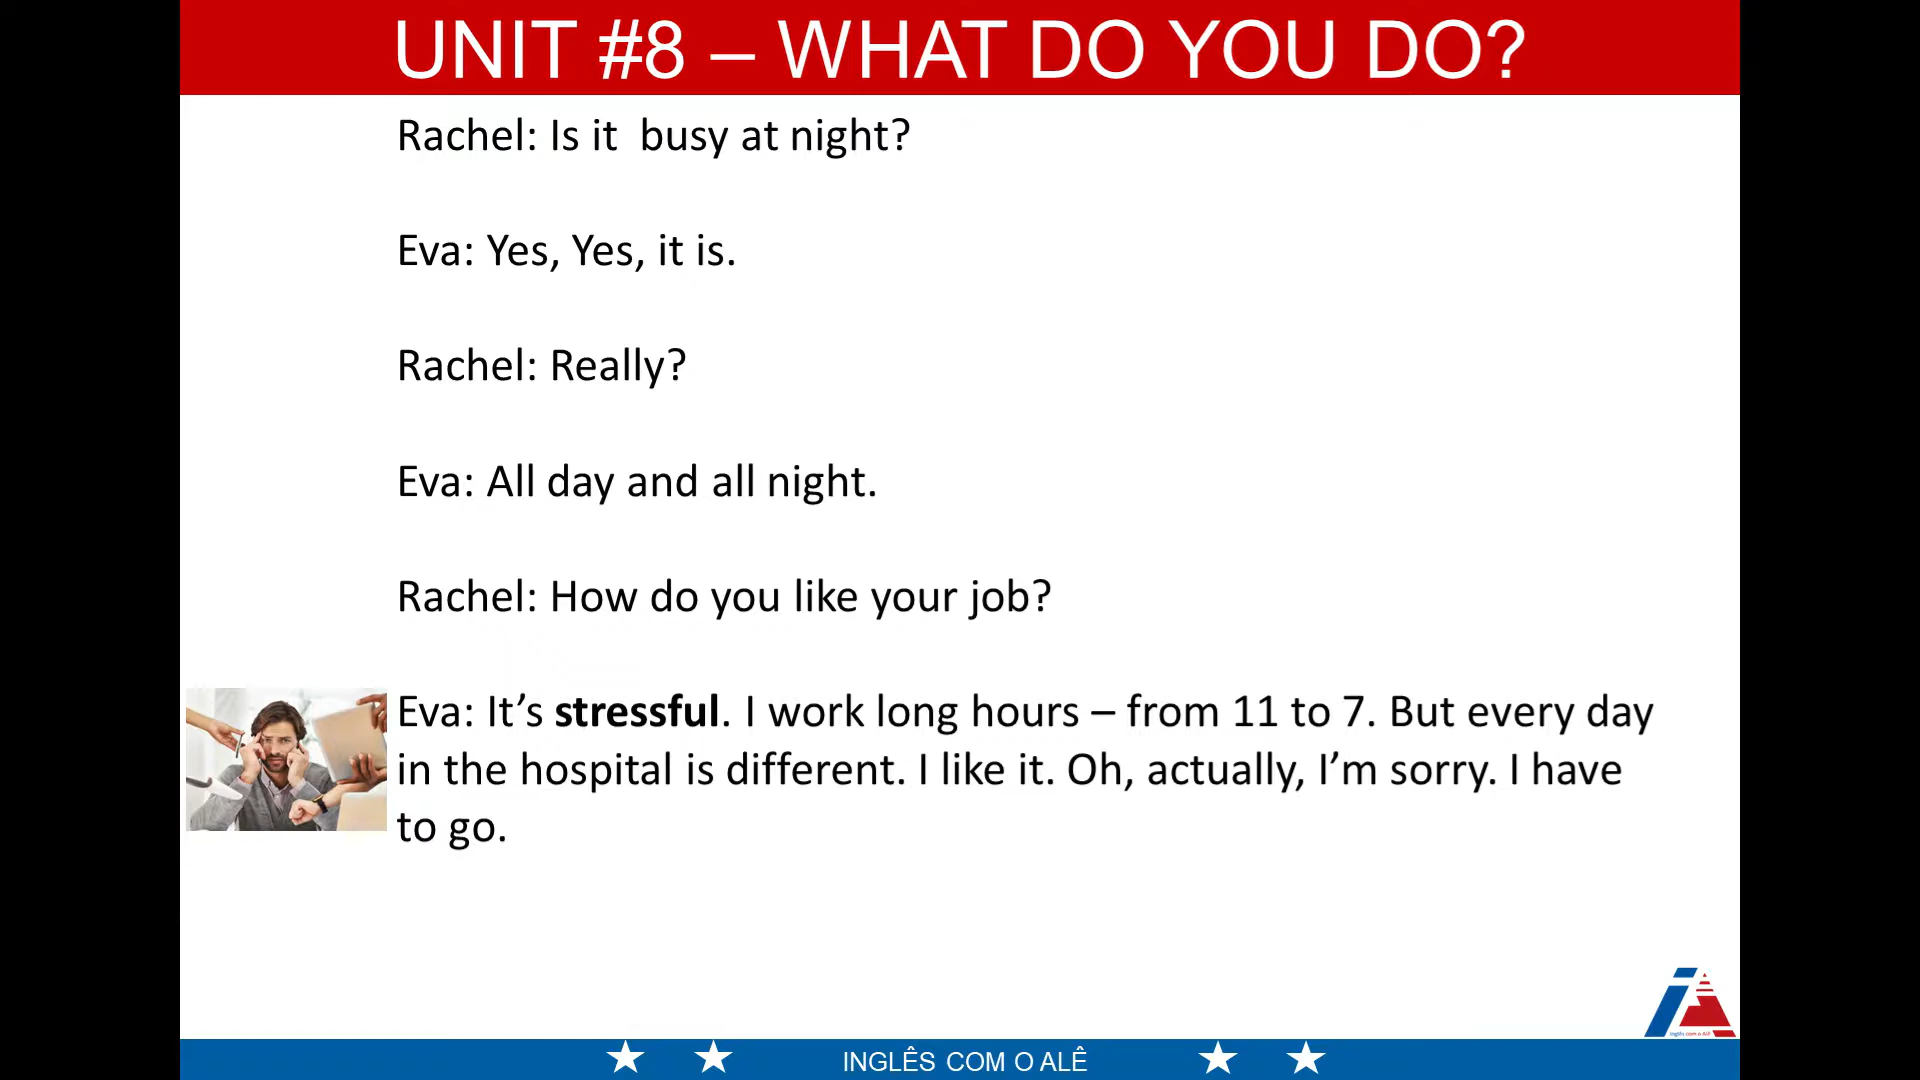 UNIT #8 – WHAT DO YOU DO?
Rachel: Is it  busy at night?
Eva: Yes, Yes, it is.
Rachel: Really?
Eva: All day and all night.
Rachel: How do you like your job?
Eva: It’s stressful. I work long hours – from 11 to 7. But every day
in the hospital is different. I like it. Oh, actually, I’m sorry. I have
to go.
Inglês com o Alê
INGLÊS COM O ALÊ